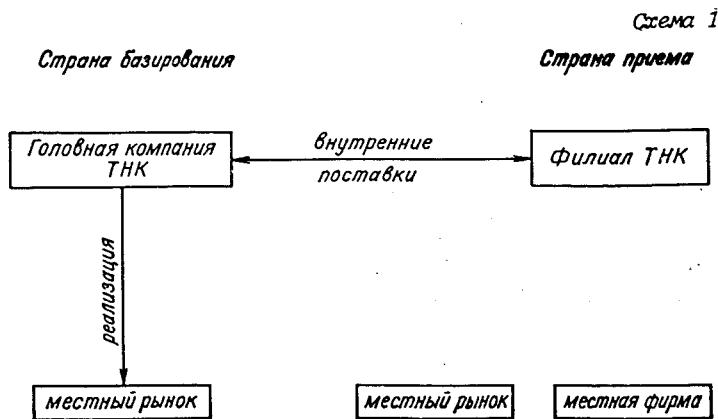 Схема 1
Страна базирования
Страна приема
Головная компания
ТНК
внутренние
поставки
Филиал ТНК
реализация
местный рынок
местный рынок
местная фирма